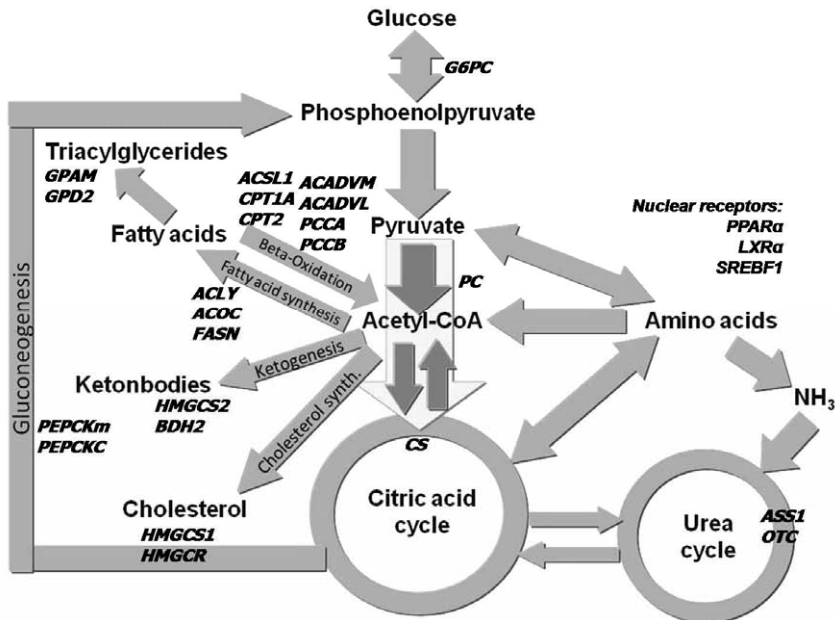 Glucose
G6PC
Phosphoenolpyruvate
Triacylglycerides
GPAM
GPD2
ACSL1
CPT1A
CPT2
ACADVM
ACADVL
PCCA
PCCB
Fatty acids
Pyruvate
Nuclear receptors:
PPARα
LXRα
SREBF1
Beta-Oxidation
Fatty acid synthesis
ACLY
ACOC
FASN
PC
Acetyl-CoA
Amino acids
Gluconeogenesis
Ketogenesis
Ketonbodies
HMGCS2
BDH2
Cholesterol synth.
PEPCKm
PEPCKC
NH3
CS
Cholesterol
HMGCS1
HMGCR
Citric acid
cycle
Urea
cycle
ASS1
OTC